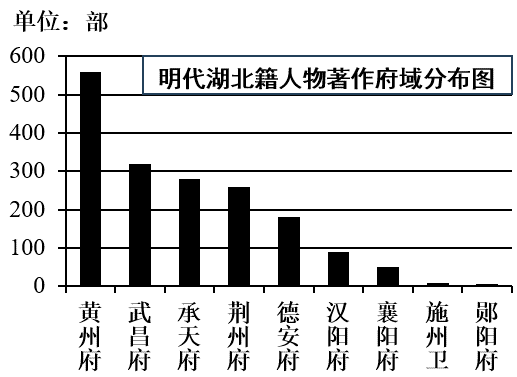 单位：部
明代湖北籍人物著作府域分布图
600
500
400
300
200
100
0
黄州府
武昌府
承天府
荆州府
德安府
汉阳府
襄阳府
施州卫
郧阳府